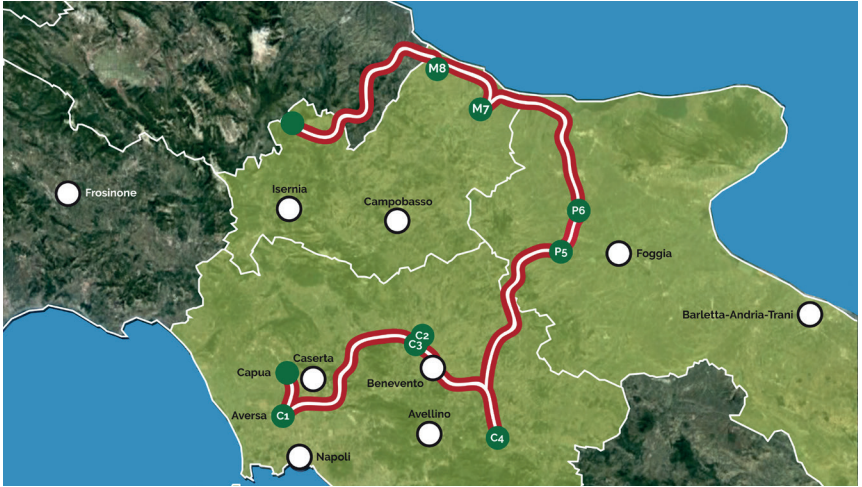 M8
M7
Isernia
Frosinone
Campobasso
P6
P5
Foggia
Barletta-Andria-Trani
C2
C3
Caserta
Capua
Benevento
Aversa
C1
Avellino
C4
Napoli